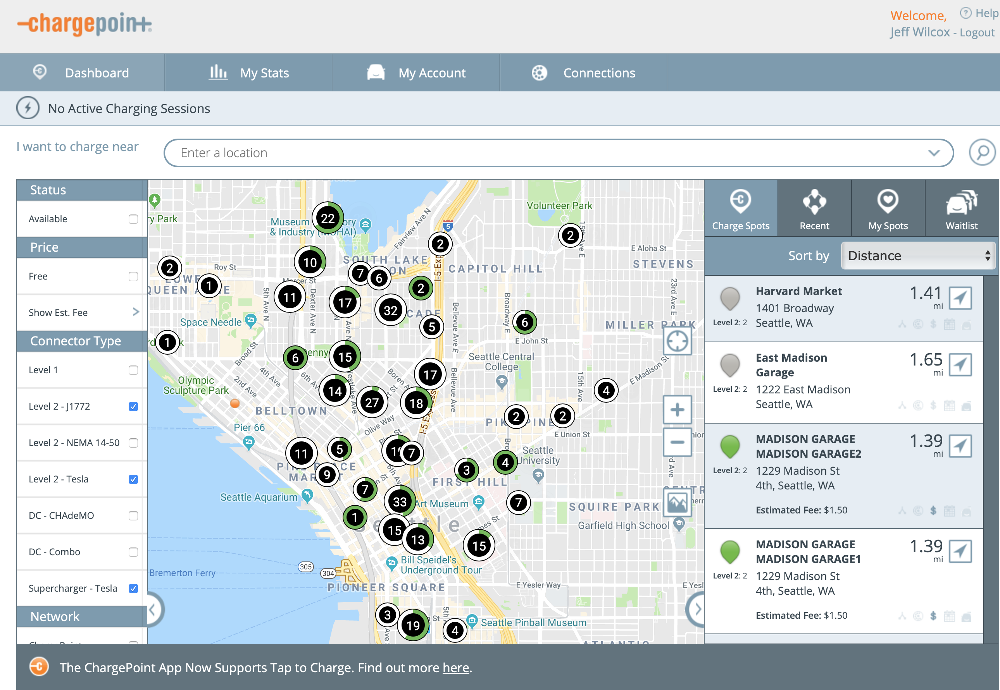 chargepoint
Welcome,
Help
Jeff Wilcox - Logout
Dashboard
My Stats
My Account
Connections
No Active Charging Sessions
I want to charge near
Enter a location
Status
Available
Price
Free
Show Est. Fee
Connector Type
Level 1
Level 2 - J1772
Level 2 - NEMA 14-50
Level 2 - Tesla
DC - CHAdeMO
DC - Combo
Supercharger - Tesla
Network
ry Park
Museum
& Industry (MOHAI)
22
Fairview Ave N
5
Volunteer Park
2
15th Ave E
2
E Aloha St
STEVENS
10
SOUTH LAKE
CAPITOL HILL
2
Roy St
7
6
I-5 Exp
1
QUEEN
Mercer St
2
11
17
32
5th Ave N
Dexter Ave N
Bellevue Ave E
Broadway E
23rd Ave E
Space Needle
5
6
MILLER PARK
1
E John St
Broad St
6
15
Seattle Central
College
4th Ave
6th Av
Boren A
17
Olympic
Sculpture Park
2nd Ave
14
27
18
Bellevue Ave
15th Ave
4
E Madison St
BELLTOWN
Olive Way
I-5 Express
2
2
E Union St
Pier 66
11
5
7
Seattle
University
9
3
4
FIRST HILL
7
Seattle Aquarium
33
Art Museum
7
SQUIRE PARK
1
15
13
15
Garfield High School
Bill Speidel's
Underground Tour
305
304
Bremerton Ferry
PIONEER SQUARE
E Yesler Way
E Yesl
3
19
4
Seattle Pinball Museum
Charge Spots
Recent
My Spots
Waitlist
Sort by
Distance
Harvard Market
1.41
mi
1401 Broadway
Level 2: 2
Seattle, WA
East Madison
Garage
1.65
mi
Level 2: 2
1222 East Madison
Seattle, WA
MADISON GARAGE
MADISON GARAGE2
1.39
mi
Level 2: 2
1229 Madison St
4th, Seattle, WA
Estimated Fee: $1.50
MADISON GARAGE
MADISON GARAGE1
1.39
mi
Level 2: 2
1229 Madison St
4th, Seattle, WA
Estimated Fee: $1.50
The ChargePoint App Now Supports Tap to Charge. Find out more here.